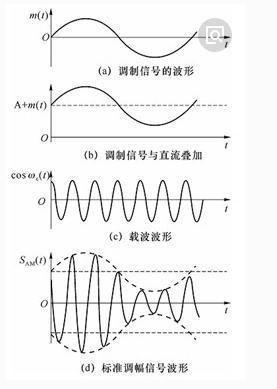 m(t)
O
t
(a) 调制信号的波形
A+m(t)
O
t
(b) 调制信号与直流叠加
cos ωc(t)
O
t
(c) 载波波形
SAM(t)
O
t
(d) 标准调幅信号波形